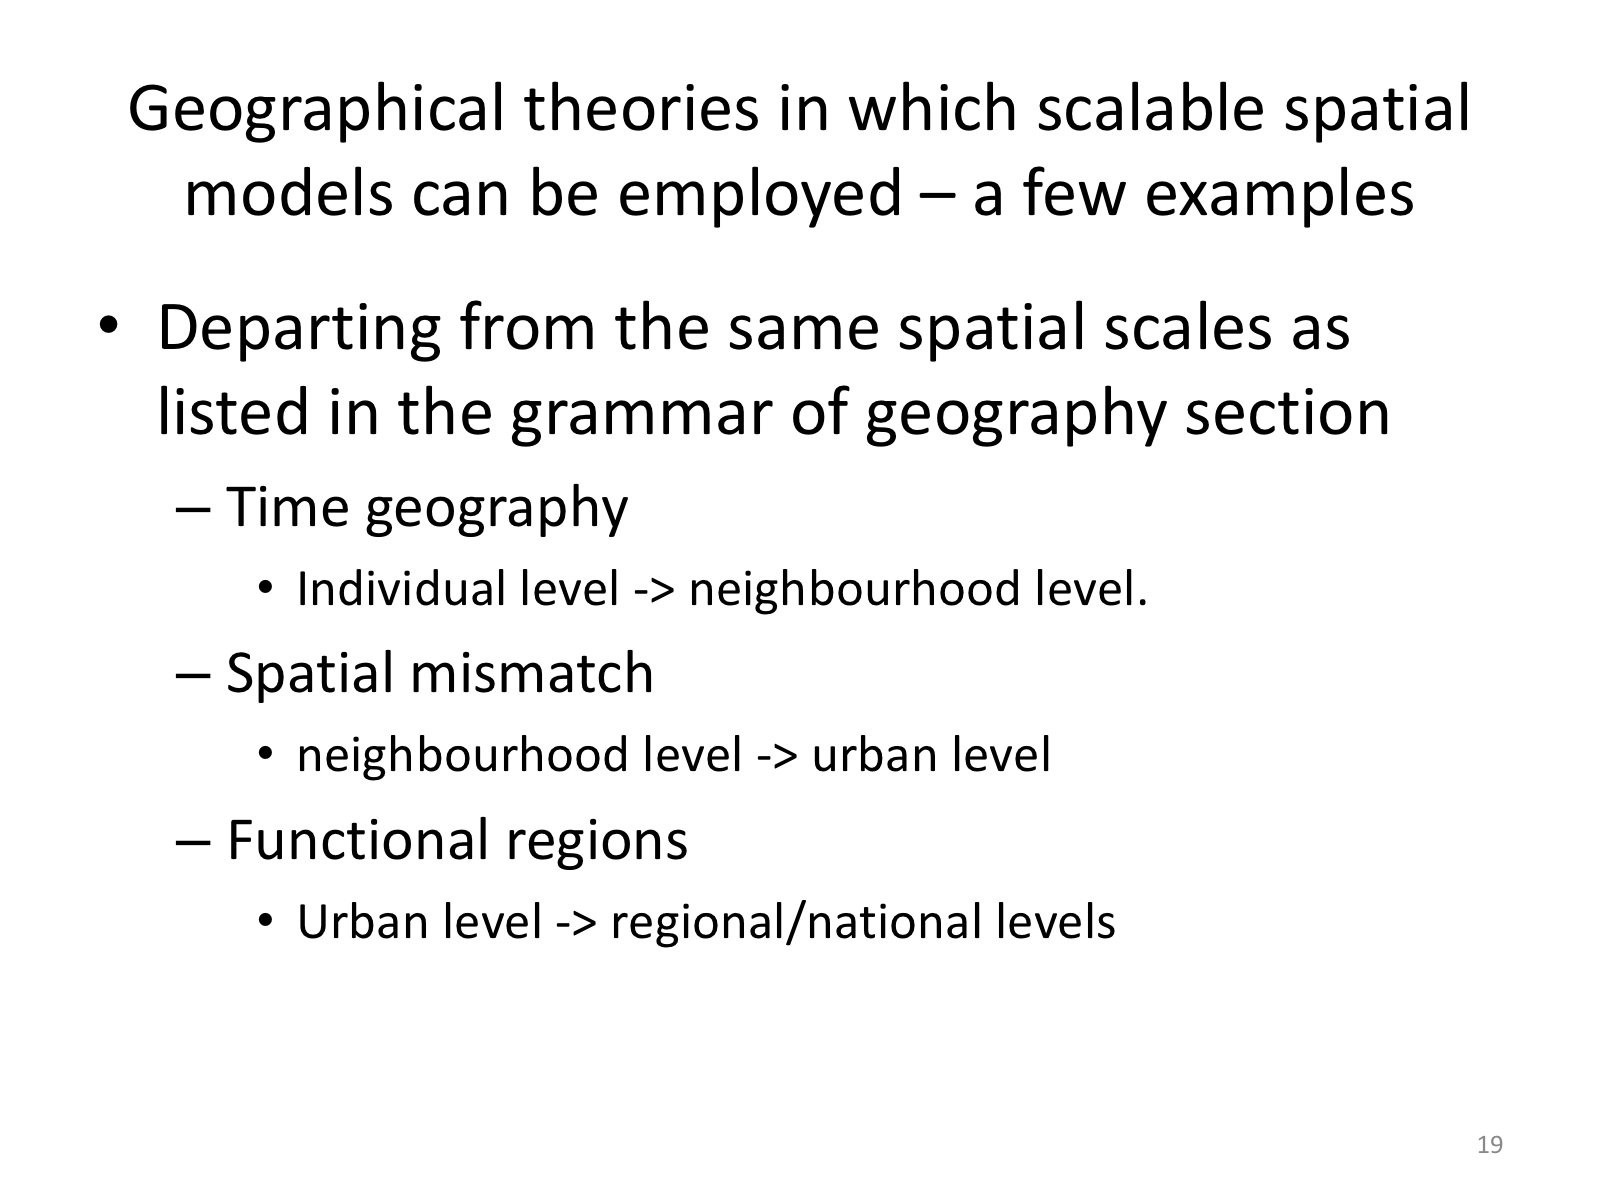 Geographical theories in which scalable spatial
models can be employed – a few examples
• Departing from the same spatial scales as
listed in the grammar of geography section
– Time geography
• Individual level -> neighbourhood level.
– Spatial mismatch
• neighbourhood level -> urban level
– Functional regions
• Urban level -> regional/national levels
19